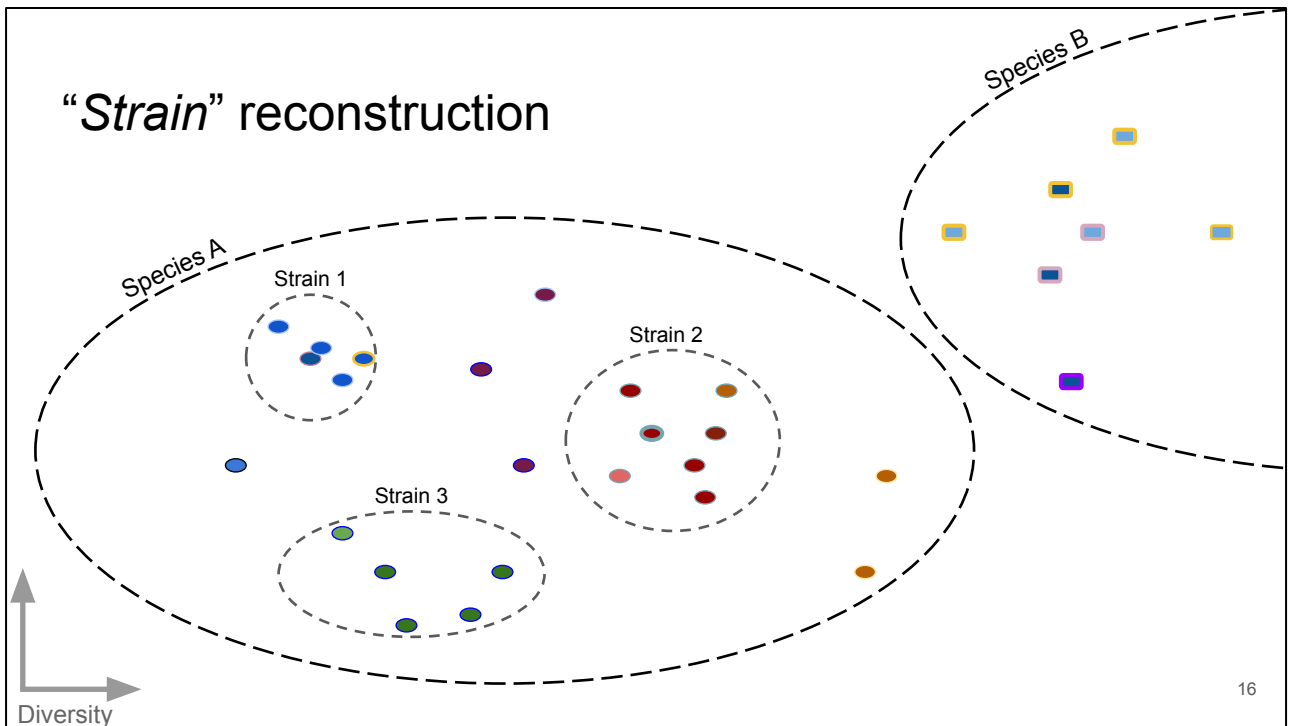 Species B
“Strain” reconstruction
Species A
Strain 1
Strain 2
Strain 3
16
Diversity